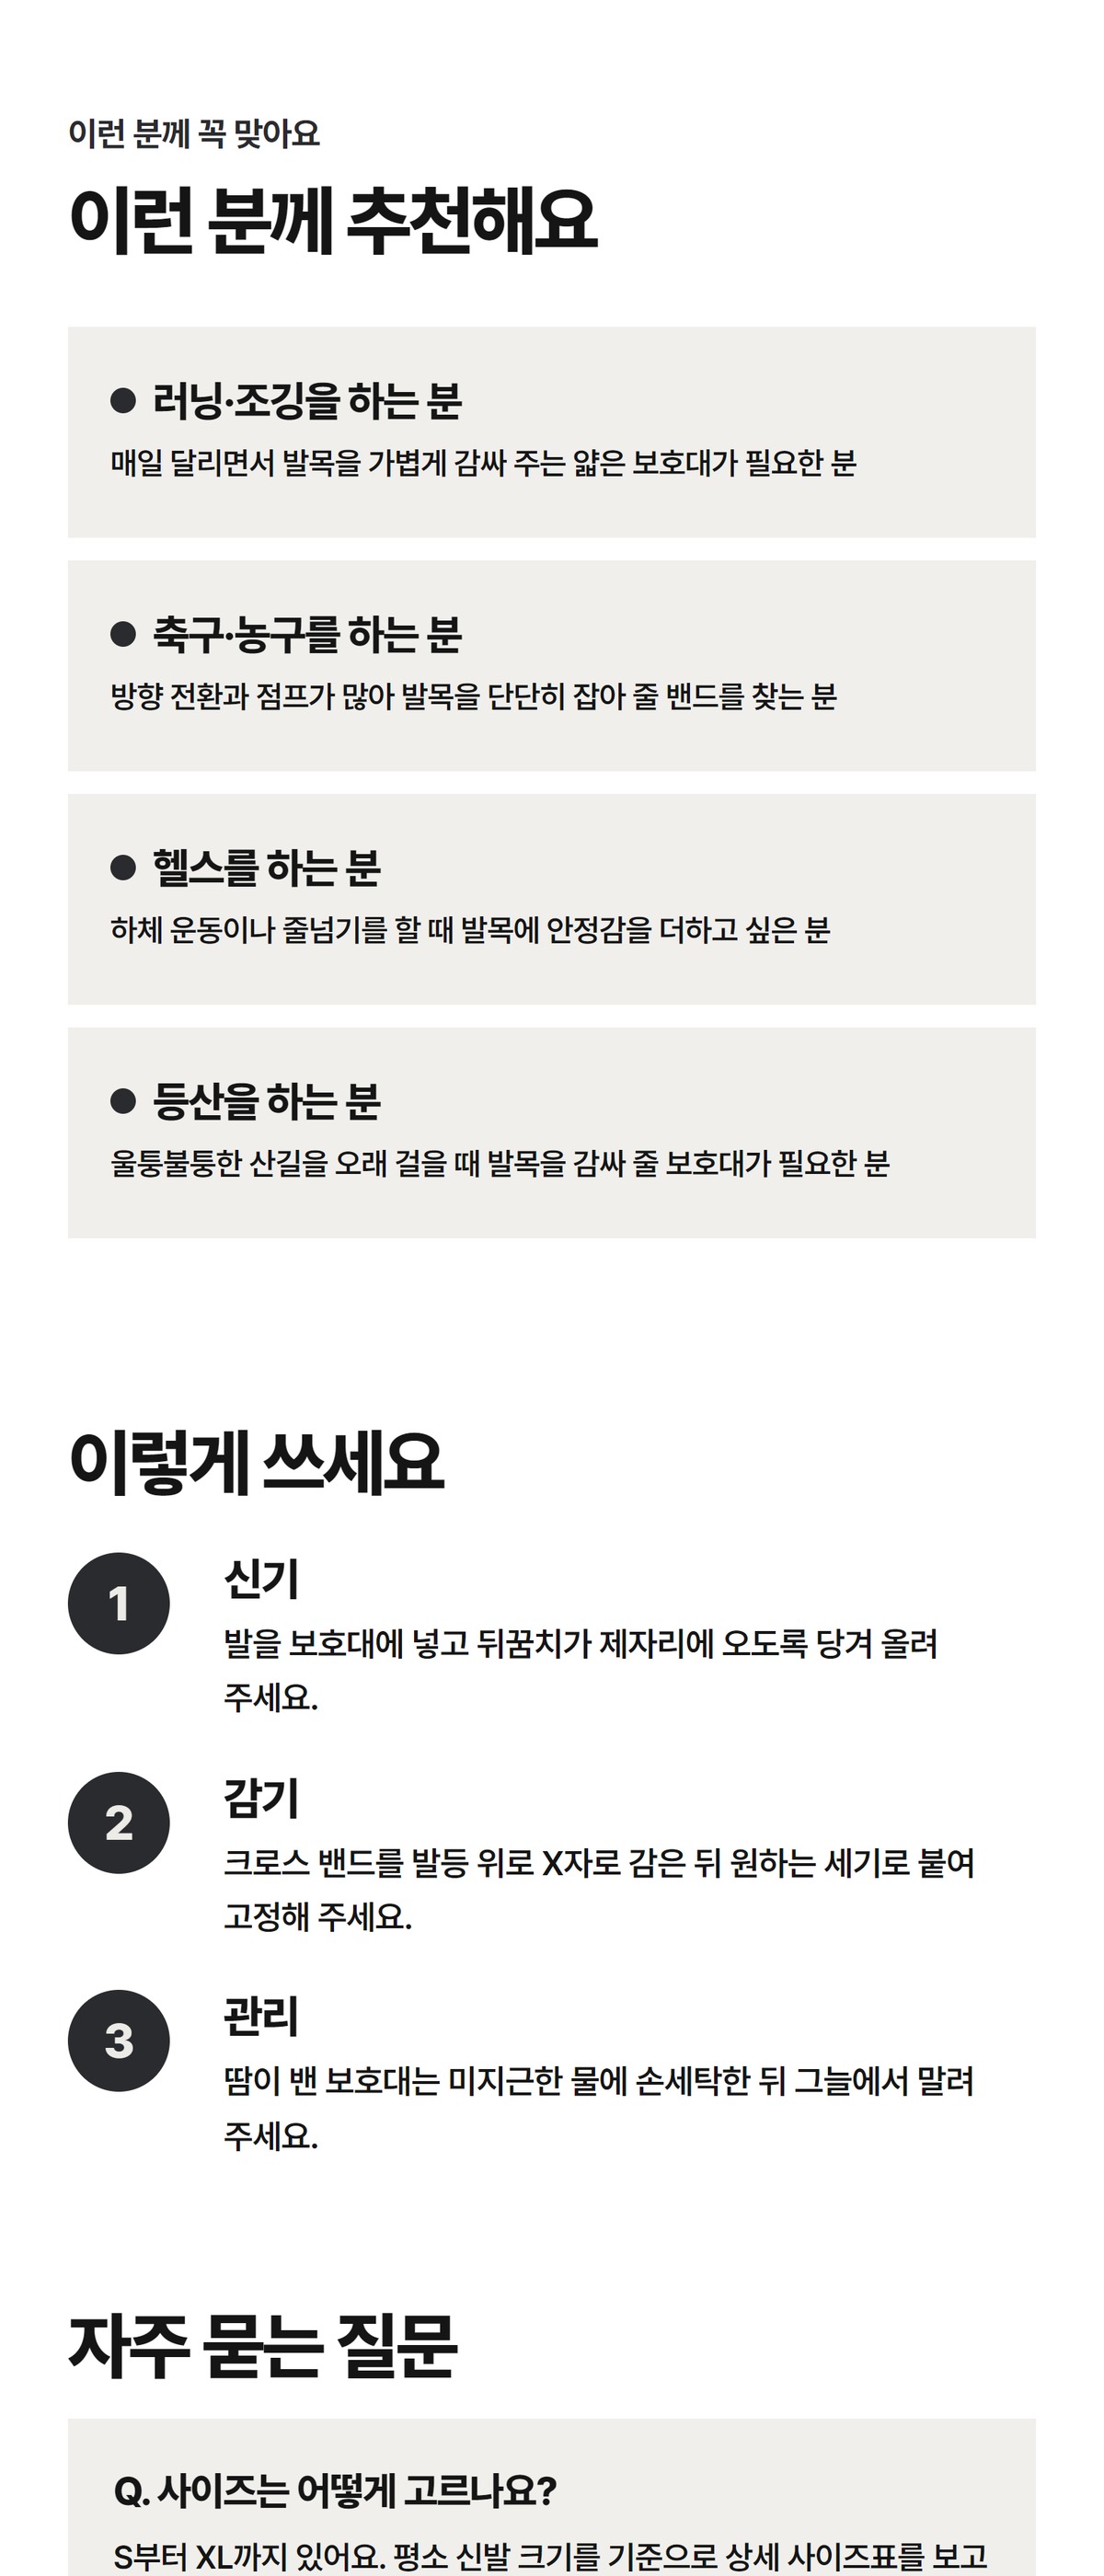 이런 분께 꼭 맞아요
이런 분께 추천해요
러닝·조깅을 하는 분
매일 달리면서 발목을 가볍게 감싸 주는 얇은 보호대가 필요한 분
축구·농구를 하는 분
방향 전환과 점프가 많아 발목을 단단히 잡아 줄 밴드를 찾는 분
헬스를 하는 분
하체 운동이나 줄넘기를 할 때 발목에 안정감을 더하고 싶은 분
등산을 하는 분
울퉁불퉁한 산길을 오래 걸을 때 발목을 감싸 줄 보호대가 필요한 분
이렇게 쓰세요
1
신기
발을 보호대에 넣고 뒤꿈치가 제자리에 오도록 당겨 올려
주세요.
2
감기
크로스 밴드를 발등 위로 X자로 감은 뒤 원하는 세기로 붙여
고정해 주세요.
3
관리
땀이 밴 보호대는 미지근한 물에 손세탁한 뒤 그늘에서 말려
주세요.
자주 묻는 질문
Q. 사이즈는 어떻게 고르나요?
S부터 XL까지 있어요. 평소 신발 크기를 기준으로 상세 사이즈표를 보고